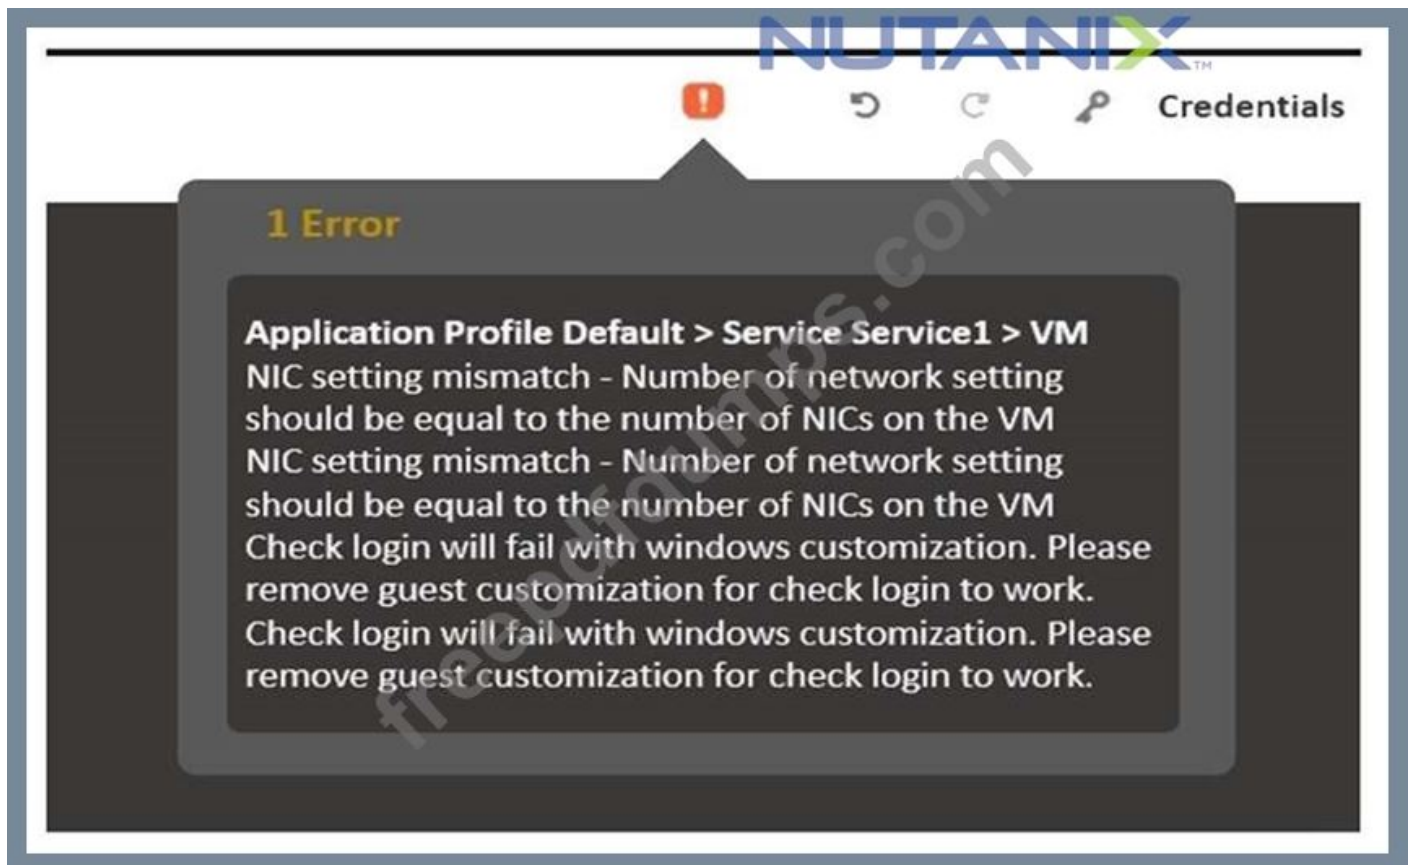 NUTANIX™
Credentials
1 Error
Application Profile Default > Service Service1 > VM
NIC setting mismatch - Number of network setting
should be equal to the number of NICs on the VM
NIC setting mismatch - Number of network setting
should be equal to the number of NICs on the VM
Check login will fail with windows customization. Please
remove guest customization for check login to work.
Check login will fail with windows customization. Please
remove guest customization for check login to work.
freepdfdumps.com